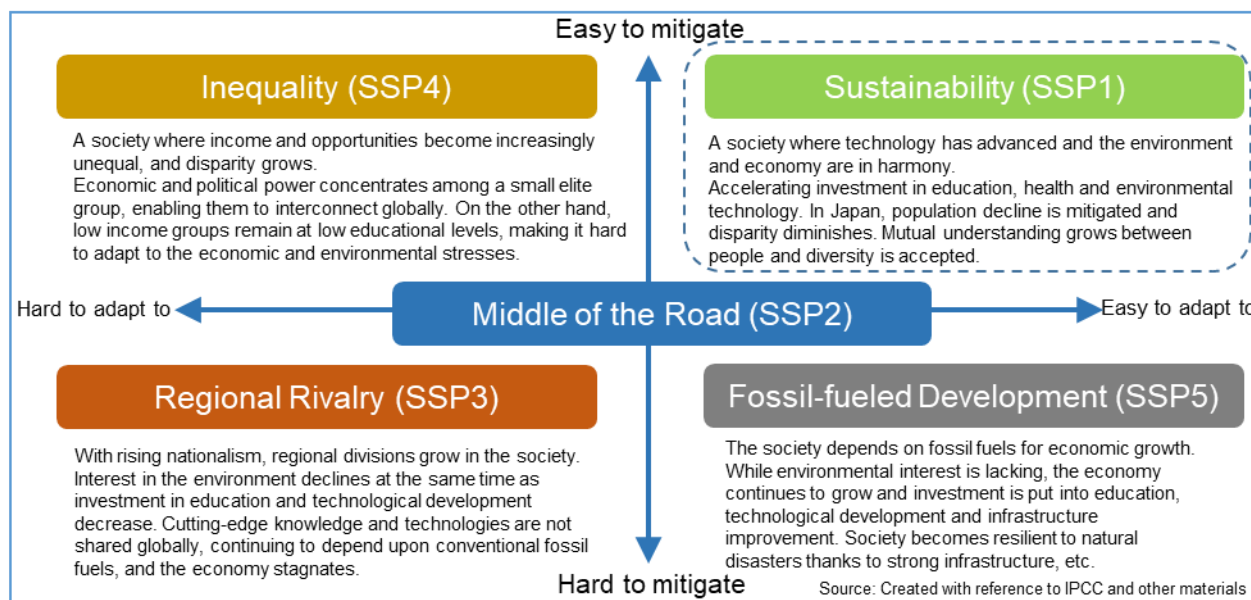 Easy to mitigate
Inequality (SSP4)
A society where income and opportunities become increasingly
unequal, and disparity grows.
Economic and political power concentrates among a small elite
group, enabling them to interconnect globally. On the other hand,
low income groups remain at low educational levels, making it hard
to adapt to the economic and environmental stresses.
Sustainability (SSP1)
A society where technology has advanced and the environment
and economy are in harmony.
Accelerating investment in education, health and environmental
technology. In Japan, population decline is mitigated and
disparity diminishes. Mutual understanding grows between
people and diversity is accepted.
Hard to adapt to
Middle of the Road (SSP2)
Easy to adapt to
Regional Rivalry (SSP3)
With rising nationalism, regional divisions grow in the society.
Interest in the environment declines at the same time as
investment in education and technological development
decrease. Cutting-edge knowledge and technologies are not
shared globally, continuing to depend upon conventional fossil
fuels, and the economy stagnates.
Fossil-fueled Development (SSP5)
The society depends on fossil fuels for economic growth.
While environmental interest is lacking, the economy
continues to grow and investment is put into education,
technological development and infrastructure
improvement. Society becomes resilient to natural
disasters thanks to strong infrastructure, etc.
Hard to mitigate
Source: Created with reference to IPCC and other materials